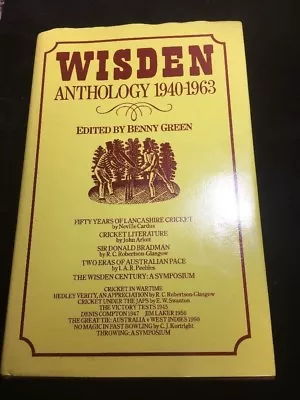 WISDEN
ANTHOLOGY 1940-1963
EDITED BY BENNY GREEN
FIFTY YEARS OF LANCASHIRE CRICKET
by Neville Cardus
CRICKET LITERATURE
by John Arlott
SIR DONALD BRADMAN
by R. C. Robertson-Glasgow
TWO ERAS OF AUSTRALIAN PACE
by I. A. R. Peebles
THE WISDEN CENTURY: A SYMPOSIUM
CRICKET IN WARTIME
HEDLEY VERITY, AN APPRECIATION by R. C. Robertson-Glasgow
CRICKET UNDER THE JAPS by E. W. Swanton
THE VICTORY TESTS 1945
DENIS COMPTON 1947 JIM LAKER 1956
THE GREAT TIE: AUSTRALIA v WEST INDIES 1960
NO MAGIC IN FAST BOWLING by C. J. Kortright
THROWING: A SYMPOSIUM